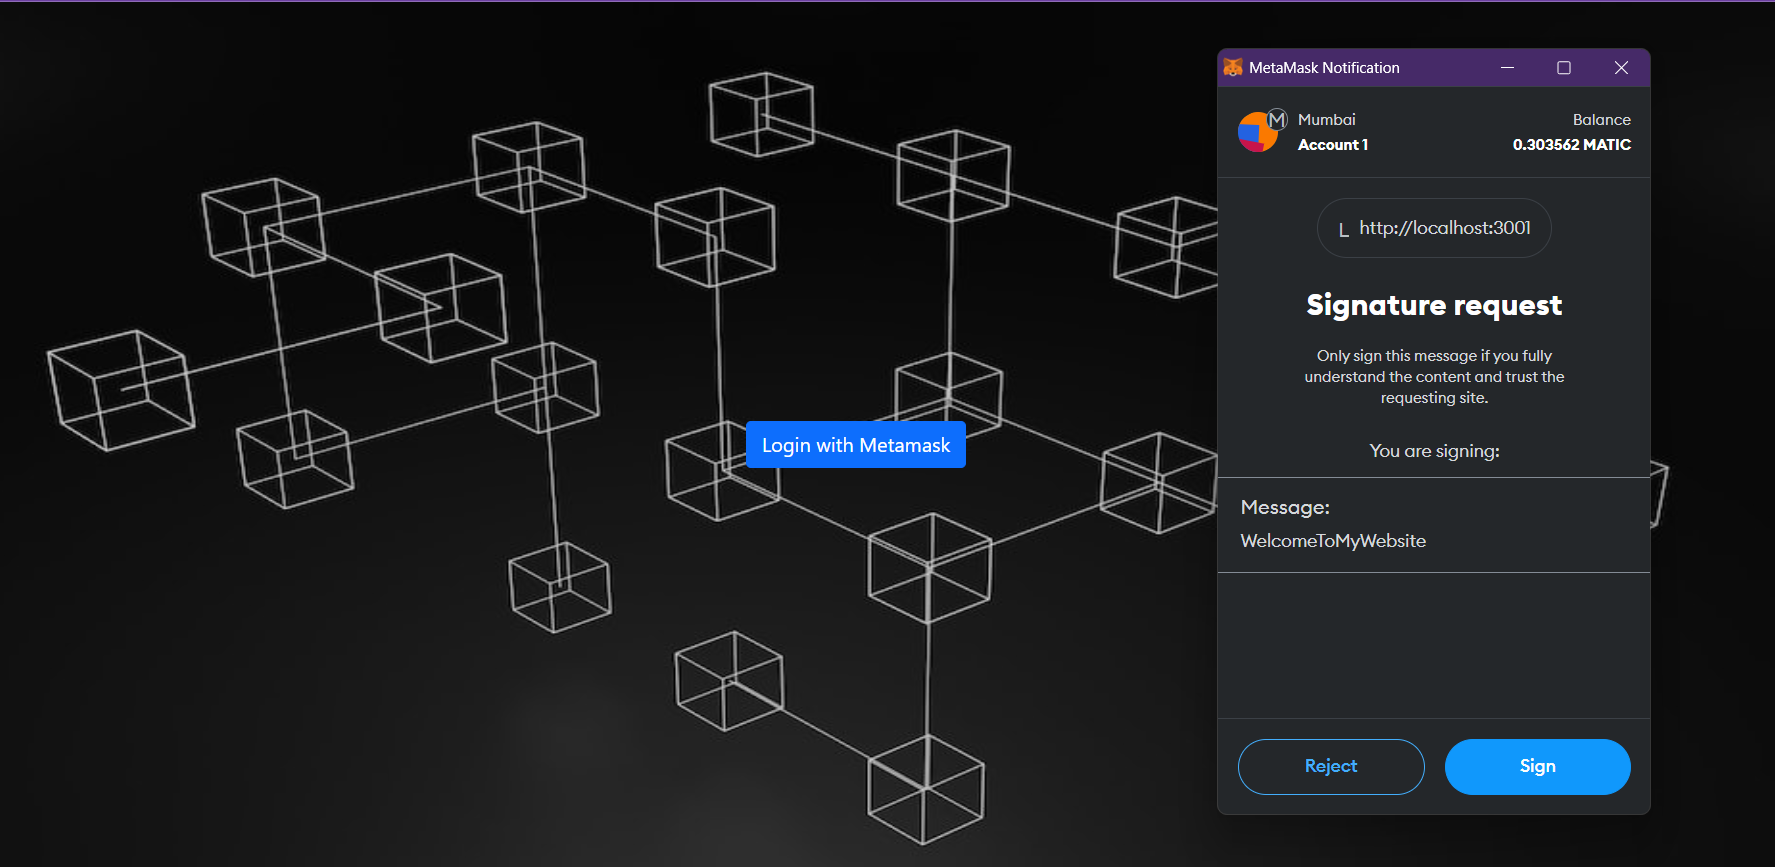 Login with Metamask
MetaMask Notification
M
Mumbai
Balance
Account 1
0.303562 MATIC
L http://localhost:3001
Signature request
Only sign this message if you fully
understand the content and trust the
requesting site.
You are signing:
Message:
WelcomeToMyWebsite
Reject
Sign